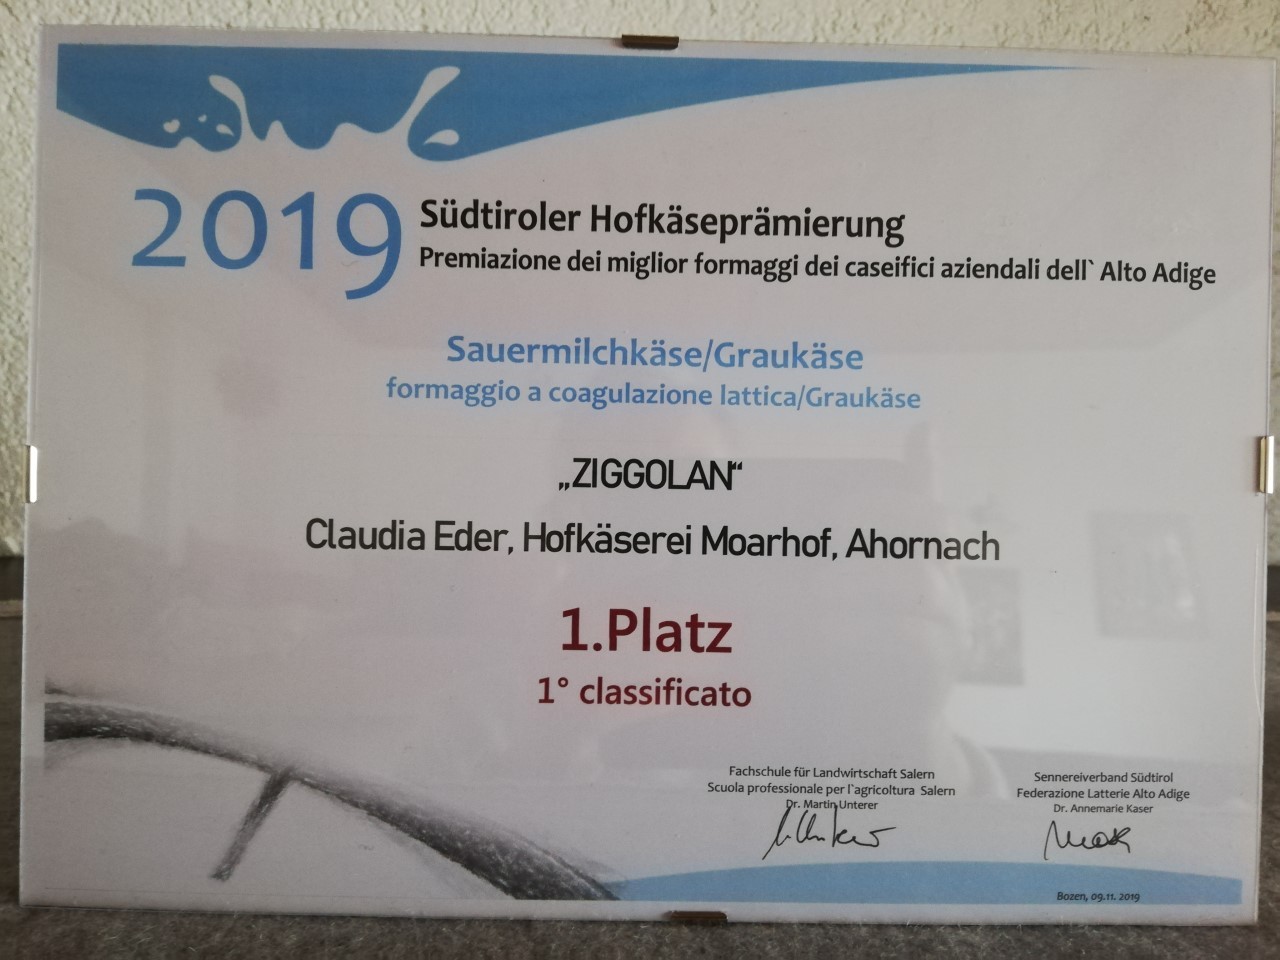 2019
Südtiroler Hofkäseprämierung
Premiazione dei miglior formaggi dei caseifici aziendali dell` Alto Adige
Sauermilchkäse/Graukäse
formaggio a coagulazione lattica/Graukäse
„ZIGGOLAN“
Claudia Eder, Hofkäserei Moarhof, Ahornach
1.Platz
1° classificato
Fachschule für Landwirtschaft Salern
Scuola professionale per l`agricoltura Salern
Dr. Martin Unterer
Sennereiverband Südtirol
Federazione Latterie Alto Adige
Dr. Annemarie Kaser
Bozen, 09.11. 2019